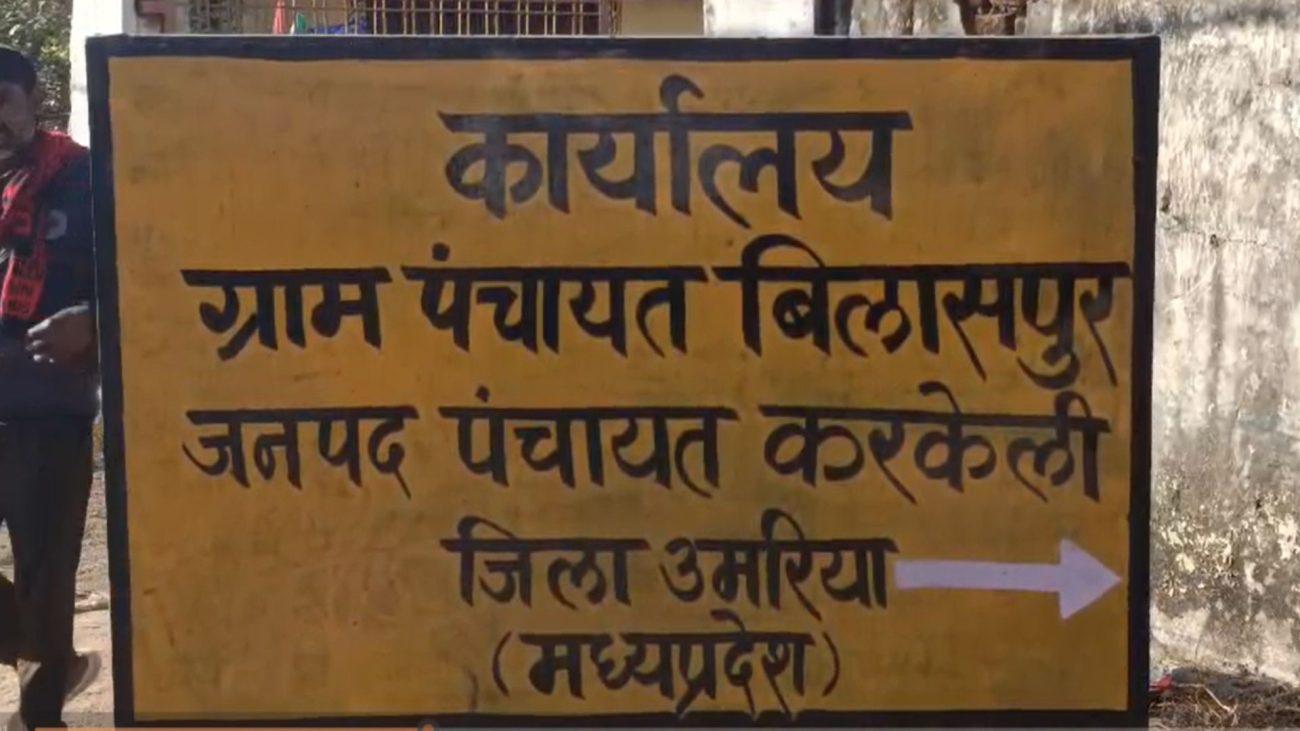 कार्यालय
ग्राम पंचायत बिलासपुर
जनपद पंचायत करकेली
जिला उमरिया
(मध्यप्रदेश)